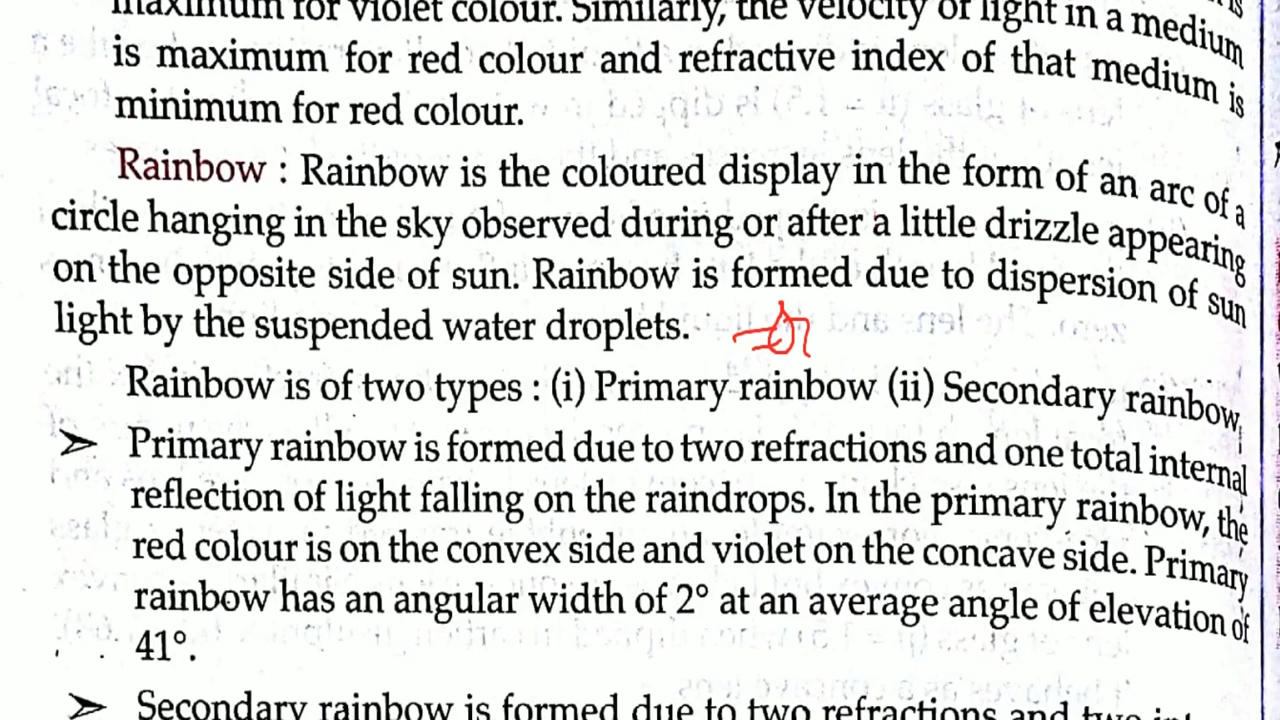 maximum for violet colour. Similarly, the velocity of light in a medium is
is maximum for red colour and refractive index of that medium is
minimum for red colour.
Rainbow : Rainbow is the coloured display in the form of an arc of a
circle hanging in the sky observed during or after a little drizzle appearing
on the opposite side of sun. Rainbow is formed due to dispersion of sun
light by the suspended water droplets.
Rainbow is of two types : (i) Primary rainbow (ii) Secondary rainbow.
➢ Primary rainbow is formed due to two refractions and one total internal
reflection of light falling on the raindrops. In the primary rainbow, the
red colour is on the convex side and violet on the concave side. Primary
rainbow has an angular width of 2° at an average angle of elevation of
41°.
➢ Secondary rainbow is formed due to two refractions and two